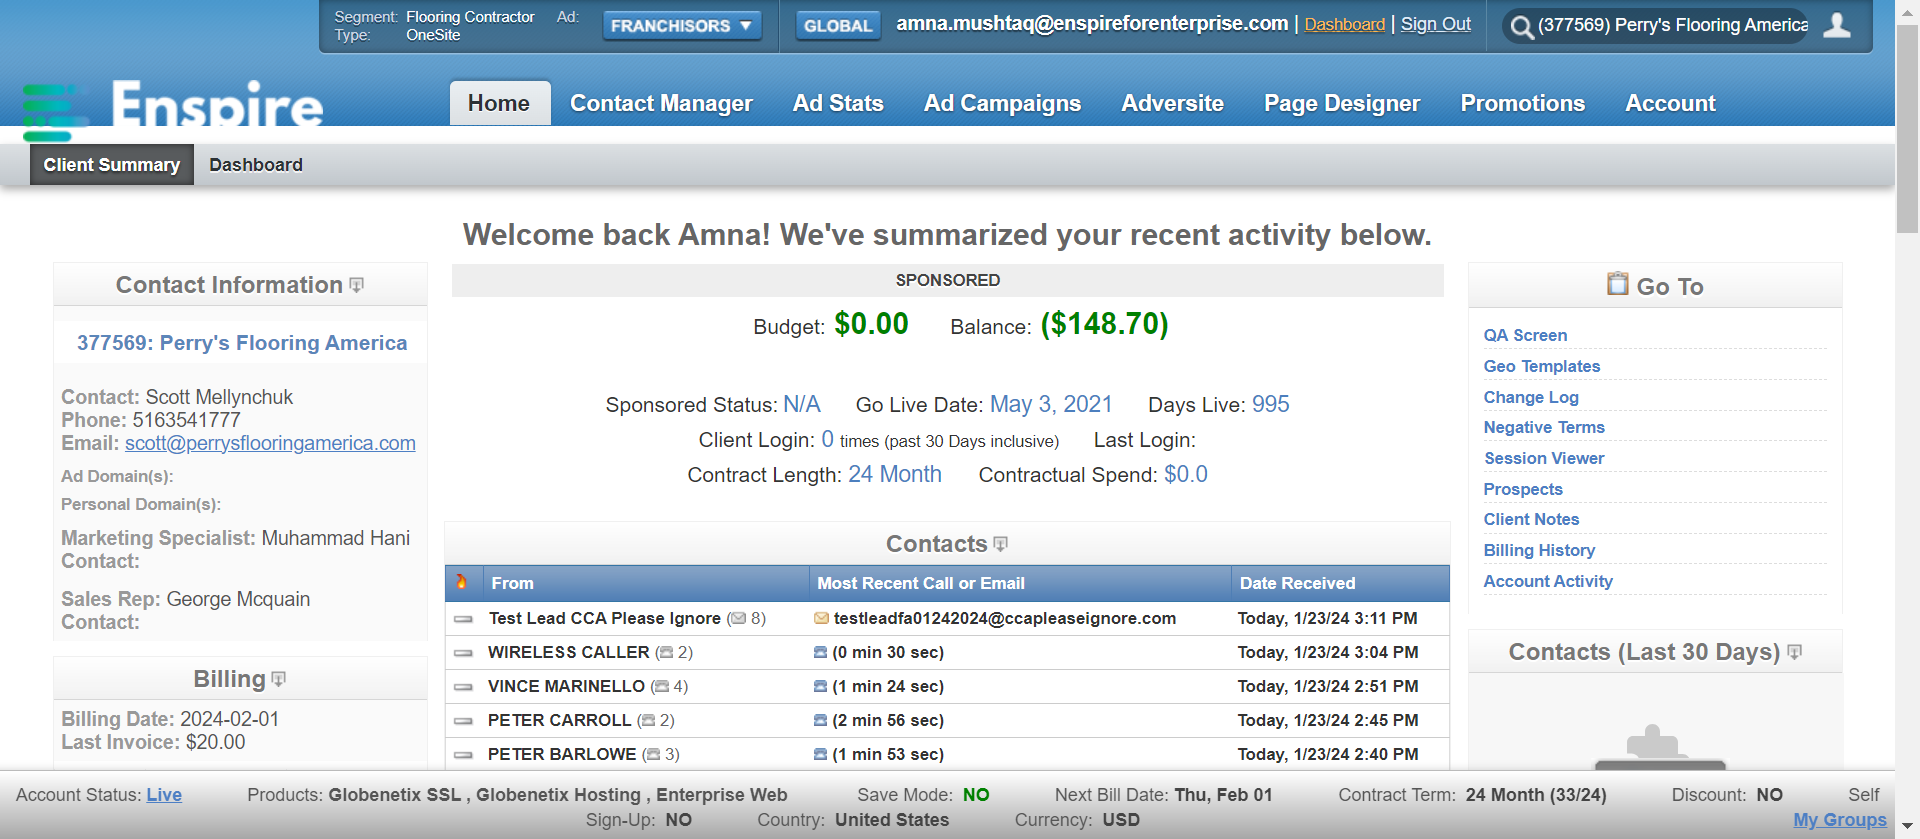 Segment: Flooring Contractor Ad:
Type: OneSite
FRANCHISORS ▼
GLOBAL
amna.mushtaq@enspireforenterprise.com | Dashboard | Sign Out
(377569) Perry's Flooring America
Enspire
Home Contact Manager Ad Stats Ad Campaigns Adversite Page Designer Promotions Account
Client Summary Dashboard
Welcome back Amna! We've summarized your recent activity below.
Contact Information
377569: Perry's Flooring America
Contact: Scott Mellynchuk
Phone: 5163541777
Email: scott@perrysflooringamerica.com
Ad Domain(s):
Personal Domain(s):
Marketing Specialist: Muhammad Hani
Contact:
Sales Rep: George Mcquain
Contact:
Billing
Billing Date: 2024-02-01
Last Invoice: $20.00
SPONSORED
Budget: $0.00 Balance: ($148.70)
Sponsored Status: N/A Go Live Date: May 3, 2021 Days Live: 995
Client Login: 0 times (past 30 Days inclusive) Last Login:
Contract Length: 24 Month Contractual Spend: $0.0
Contacts
From Most Recent Call or Email Date Received
Test Lead CCA Please Ignore (8) testleadfa01242024@ccapleaseignore.com Today, 1/23/24 3:11 PM
WIRELESS CALLER (2) (0 min 30 sec) Today, 1/23/24 3:04 PM
VINCE MARINELLO (4) (1 min 24 sec) Today, 1/23/24 2:51 PM
PETER CARROLL (2) (2 min 56 sec) Today, 1/23/24 2:45 PM
PETER BARLOWE (3) (1 min 53 sec) Today, 1/23/24 2:40 PM
Go To
QA Screen
Geo Templates
Change Log
Negative Terms
Session Viewer
Prospects
Client Notes
Billing History
Account Activity
Contacts (Last 30 Days)
Account Status: Live Products: Globenetix SSL , Globenetix Hosting , Enterprise Web Save Mode: NO Next Bill Date: Thu, Feb 01 Contract Term: 24 Month (33/24) Discount: NO Self
Sign-Up: NO Country: United States Currency: USD My Groups